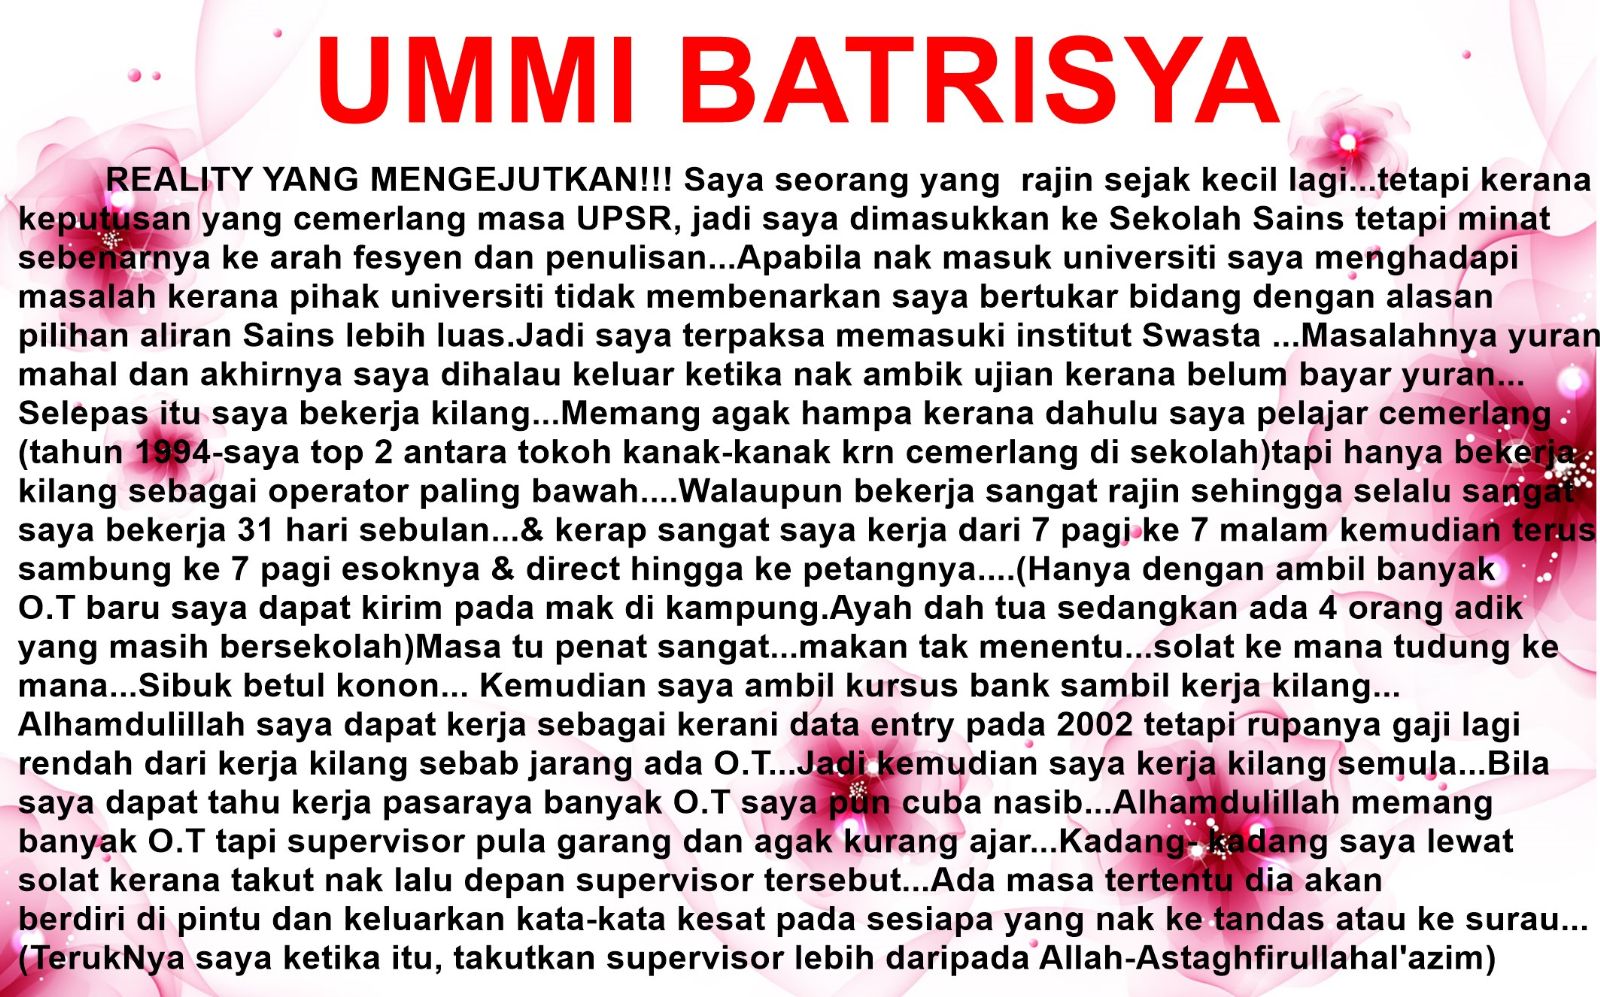 UMMI BATRISYA
REALITY YANG MENGEJUTKAN!!! Saya seorang yang  rajin sejak kecil lagi...tetapi kerana
keputusan yang cemerlang masa UPSR, jadi saya dimasukkan ke Sekolah Sains tetapi minat
sebenarnya ke arah fesyen dan penulisan...Apabila nak masuk universiti saya menghadapi
masalah kerana pihak universiti tidak membenarkan saya bertukar bidang dengan alasan
pilihan aliran Sains lebih luas.Jadi saya terpaksa memasuki institut Swasta ...Masalahnya yuran
mahal dan akhirnya saya dihalau keluar ketika nak ambik ujian kerana belum bayar yuran...
Selepas itu saya bekerja kilang...Memang agak hampa kerana dahulu saya pelajar cemerlang
(tahun 1994-saya top 2 antara tokoh kanak-kanak krn cemerlang di sekolah)tapi hanya bekerja
kilang sebagai operator paling bawah....Walaupun bekerja sangat rajin sehingga selalu sangat
saya bekerja 31 hari sebulan...& kerap sangat saya kerja dari 7 pagi ke 7 malam kemudian terus
sambung ke 7 pagi esoknya & direct hingga ke petangnya....(Hanya dengan ambil banyak
O.T baru saya dapat kirim pada mak di kampung.Ayah dah tua sedangkan ada 4 orang adik
yang masih bersekolah)Masa tu penat sangat...makan tak menentu...solat ke mana tudung ke
mana...Sibuk betul konon... Kemudian saya ambil kursus bank sambil kerja kilang...
Alhamdulillah saya dapat kerja sebagai kerani data entry pada 2002 tetapi rupanya gaji lagi
rendah dari kerja kilang sebab jarang ada O.T...Jadi kemudian saya kerja kilang semula...Bila
saya dapat tahu kerja pasaraya banyak O.T saya pun cuba nasib...Alhamdulillah memang
banyak O.T tapi supervisor pula garang dan agak kurang ajar...Kadang- kadang saya lewat
solat kerana takut nak lalu depan supervisor tersebut...Ada masa tertentu dia akan
berdiri di pintu dan keluarkan kata-kata kesat pada sesiapa yang nak ke tandas atau ke surau...
(TerukNya saya ketika itu, takutkan supervisor lebih daripada Allah-Astaghfirullahal'azim)